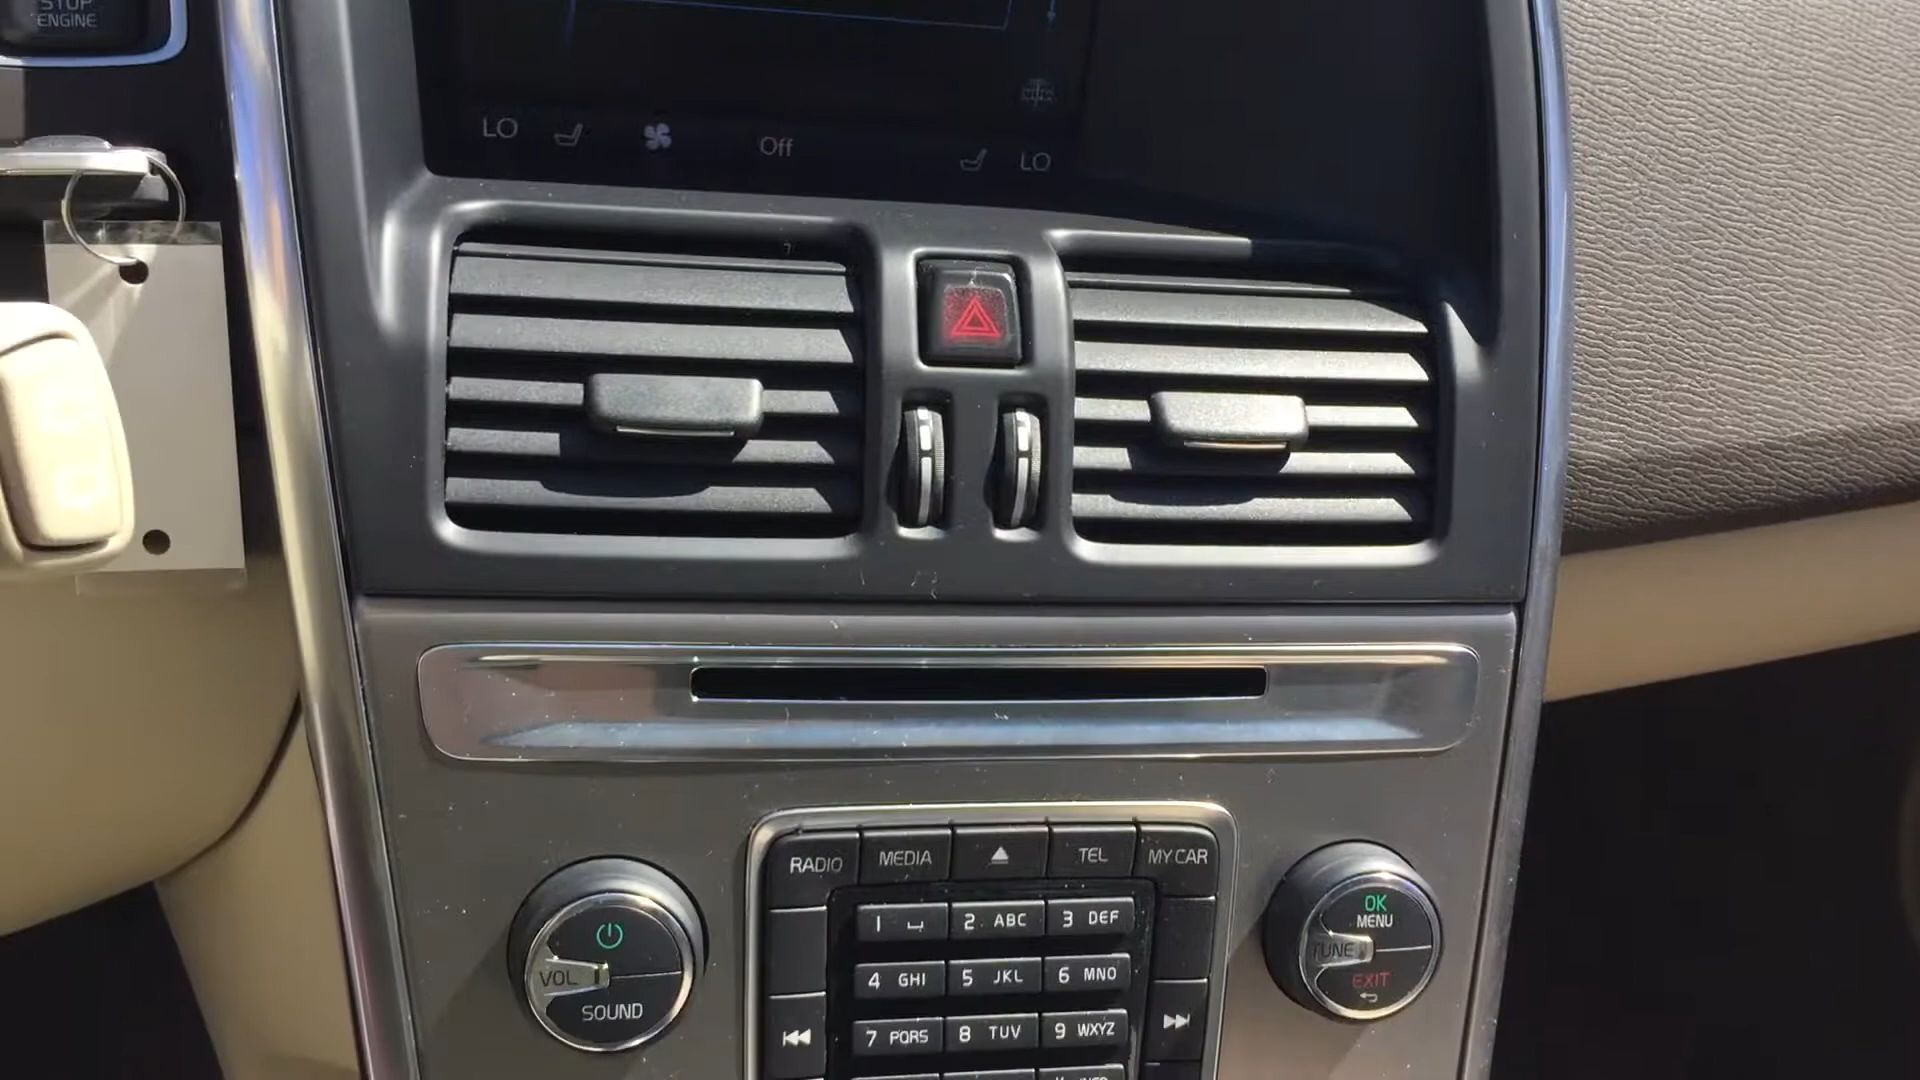 STOP
ENGINE
LO
Off
LO
RADIO
MEDIA
TEL
MY CAR
1
2 ABC
3 DEF
4 GHI
5 JKL
6 MNO
7 PQRS
8 TUV
9 WXYZ
VOL
SOUND
OK
MENU
TUNE
EXIT